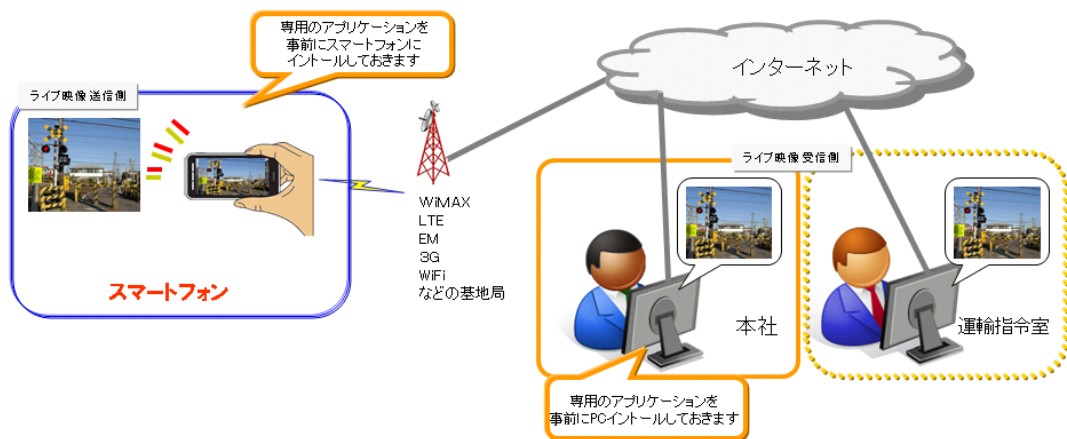 専用のアプリケーションを
事前にスマートフォンに
イントールしておきます
ライブ映像送信側
スマートフォン
WiMAX
LTE
EM
3G
WiFi
などの基地局
インターネット
ライブ映像受信側
本社
運輸指令室
専用のアプリケーションを
事前にPCイントールしておきます